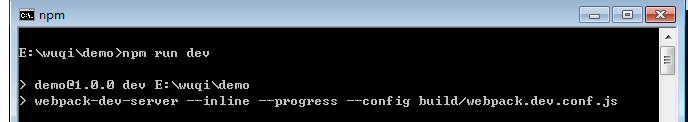 npm
E:\wuqi\demo>npm run dev
> demo@1.0.0 dev E:\wuqi\demo
> webpack-dev-server --inline --progress --config build/webpack.dev.conf.js